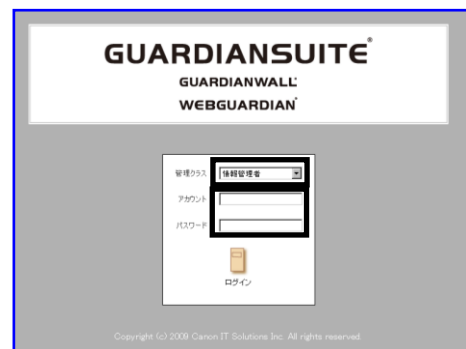 GUARDIANSUITE®
GUARDIANWALL
WEBGUARDIAN
管理クラス 情報管理者
アカウント
パスワード
ログイン
Copyright (c) 2009 Canon IT Solutions Inc. All rights reserved.